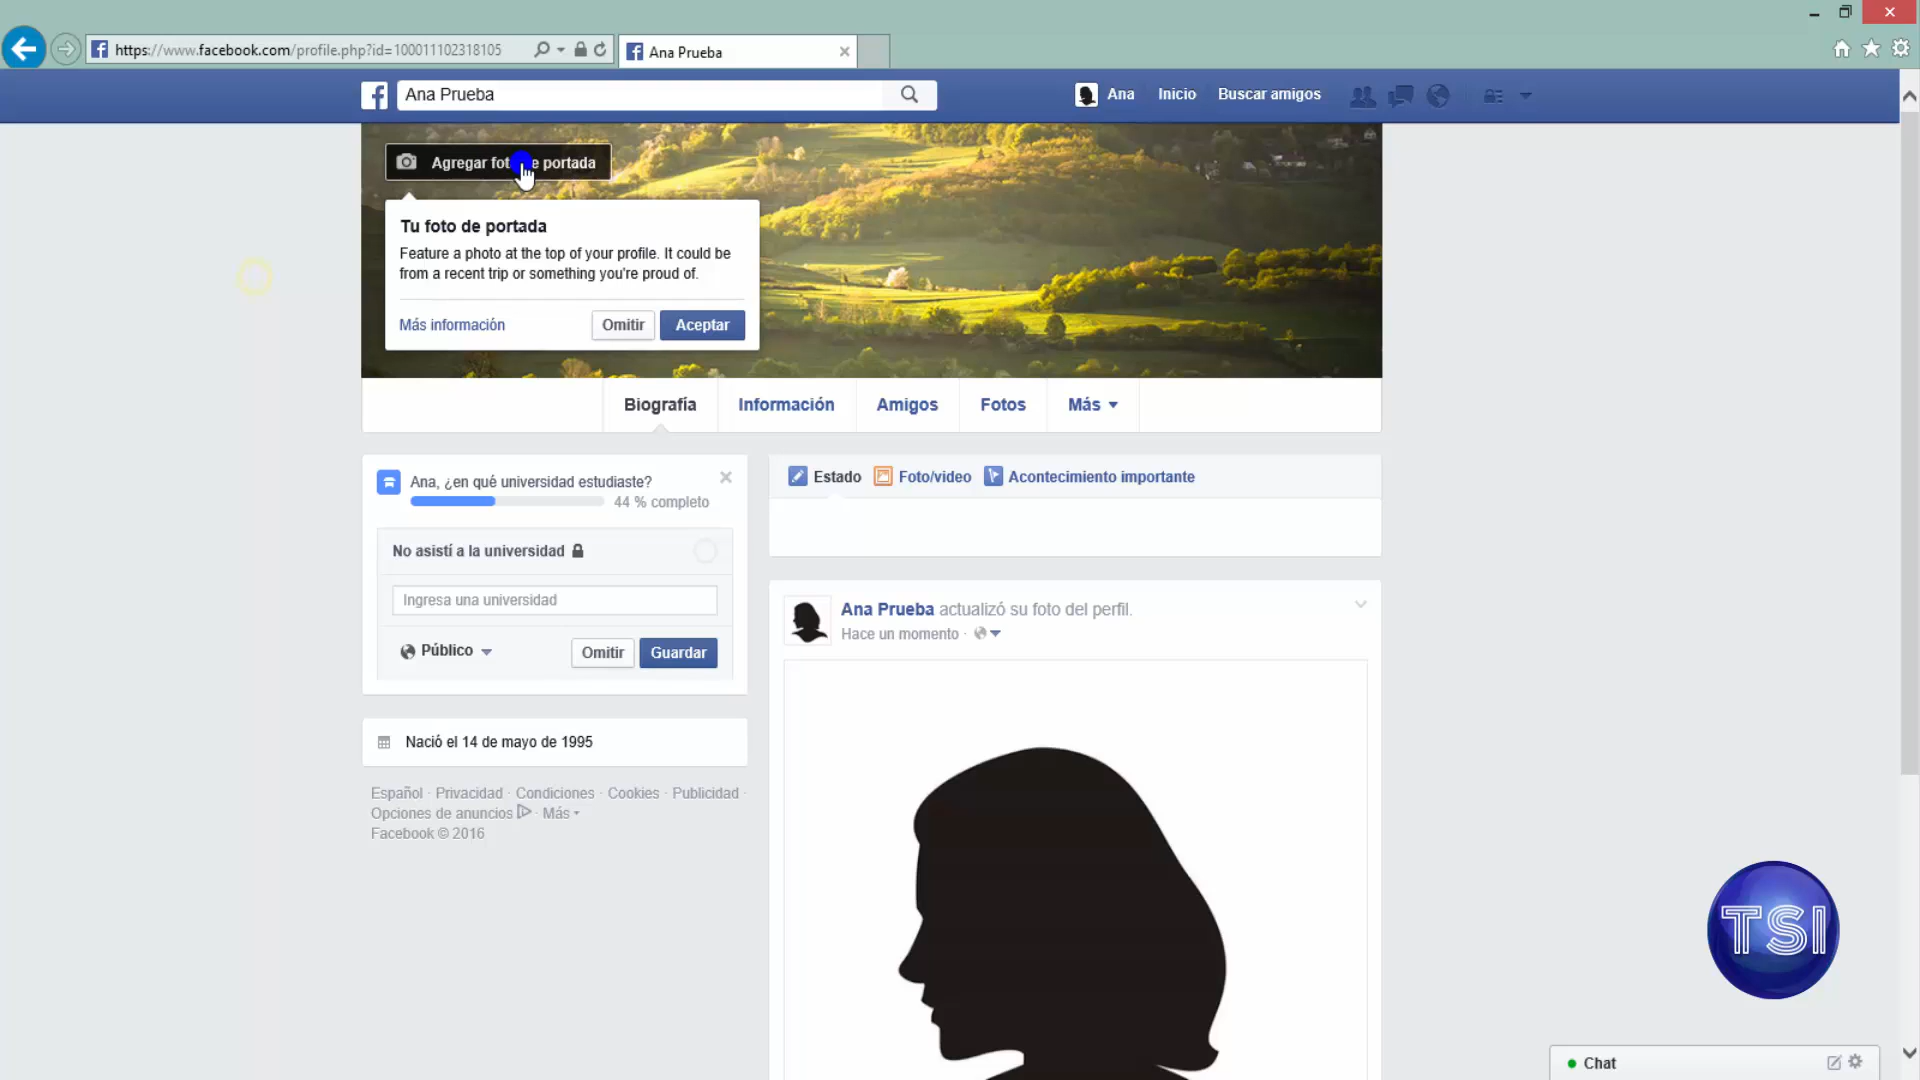 https://www.facebook.com/profile.php?id=100011102318105
Ana Prueba
Ana Prueba
Ana
Inicio
Buscar amigos
Agregar de portada
Tu foto de portada
Feature a photo at the top of your profile. It could be
from a recent trip or something you're proud of.
Más información
Omitir
Aceptar
Biografía
Información
Amigos
Fotos
Más
Ana, ¿en qué universidad estudiaste?
44 % completo
No asistí a la universidad
Ingresa una universidad
Público
Omitir
Guardar
Nació el 14 de mayo de 1995
Español · Privacidad · Condiciones · Cookies · Publicidad ·
Opciones de anuncios · Más
Facebook © 2016
Estado
Foto/video
Acontecimiento importante
Ana Prueba actualizó su foto del perfil.
Hace un momento ·
TSI
Chat